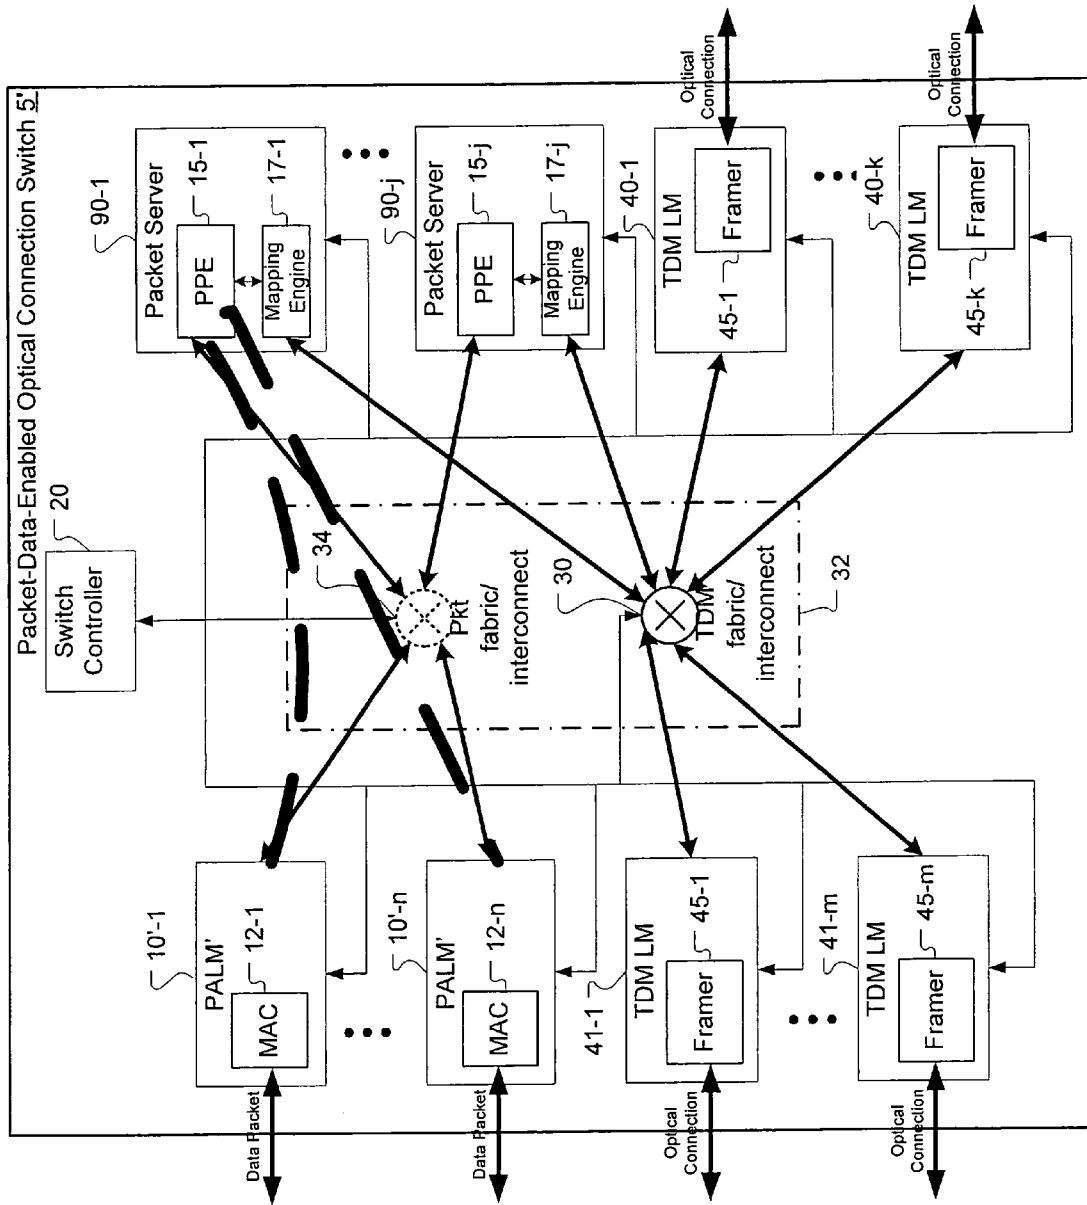 Packet-Data-Enabled Optical Connection Switch 5'
20
Switch
Controller
10'-1
PALM'
12-1
MAC
Data Packet
10'-n
PALM'
12-n
MAC
Data Packet
41-1
TDM LM
45-1
Framer
Optical
Connection
41-m
TDM LM
45-m
Framer
Optical
Connection
34
Pkt
fabric/
interconnect
30
TDM
fabric/
interconnect
32
90-1
Packet Server
15-1
PPE
17-1
Mapping
Engine
90-j
Packet Server
15-j
PPE
17-j
Mapping
Engine
40-1
TDM LM
45-1
Framer
Optical
Connection
40-k
TDM LM
45-k
Framer
Optical
Connection